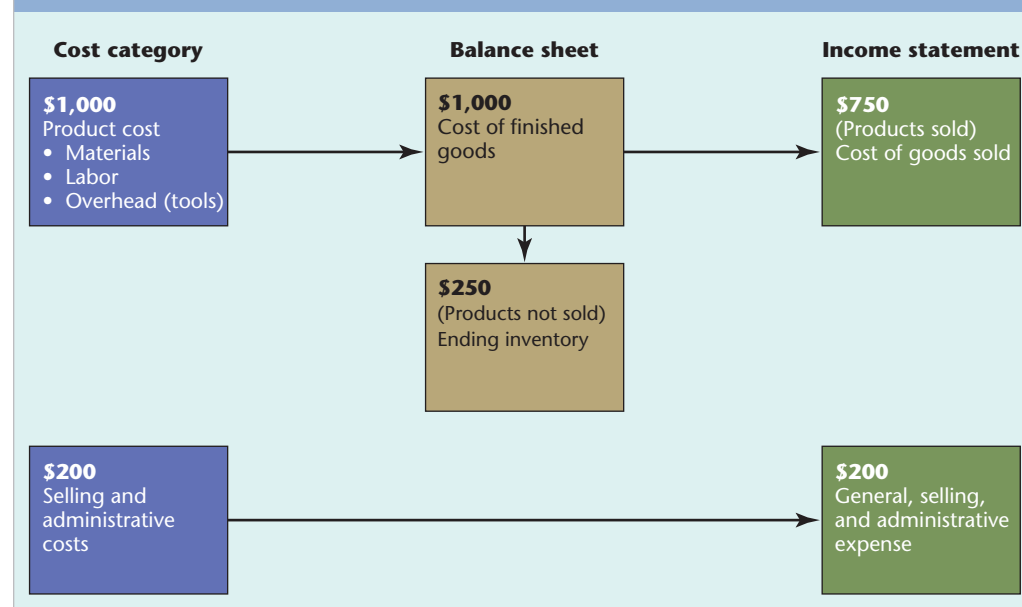 Cost category
Balance sheet
Income statement
$1,000
Product cost
• Materials
• Labor
• Overhead (tools)
$1,000
Cost of finished
goods
$750
(Products sold)
Cost of goods sold
$250
(Products not sold)
Ending inventory
$200
Selling and
administrative
costs
$200
General, selling,
and administrative
expense